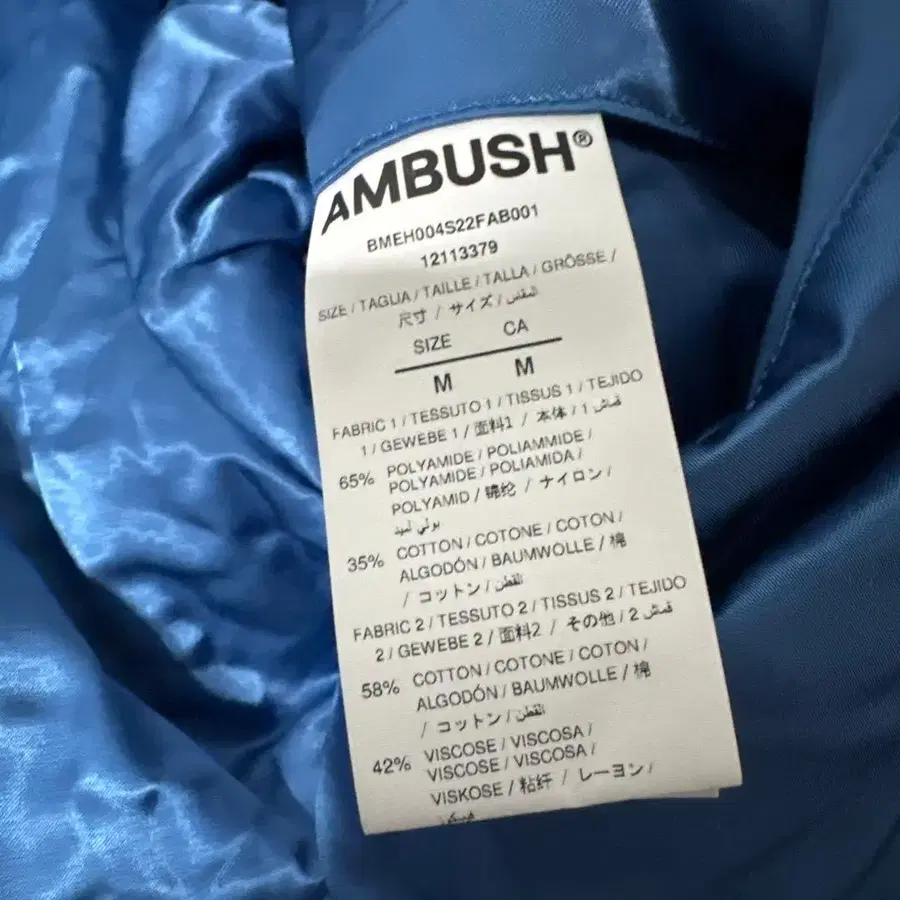 AMBUSH®
BMEH004S22FAB001
12113379
SIZE / TAGLIA / TAILLE / TALLA / GRÖSSE /
尺寸 / サイズ / المقاس
SIZE CA
M M
FABRIC 1 / TESSUTO 1 / TISSUS 1 / TEJIDO
1 / GEWEBE 1 / 面料1 / 本体 / 1 قماش
65% POLYAMIDE / POLIAMMIDE /
POLYAMIDE / POLIAMIDA /
POLYAMID / 锦纶 / ナイロン /
بولي أميد
35% COTTON / COTONE / COTON /
ALGODÓN / BAUMWOLLE / 棉
/ コットン / القطن
FABRIC 2 / TESSUTO 2 / TISSUS 2 / TEJIDO
2 / GEWEBE 2 / 面料2 / その他 / 2 قماش
58% COTTON / COTONE / COTON /
ALGODÓN / BAUMWOLLE / 棉
/ コットン / القطن
42% VISCOSE / VISCOSA /
VISCOSE / VISCOSA /
VISKOSE / 粘纤 / レーヨン /